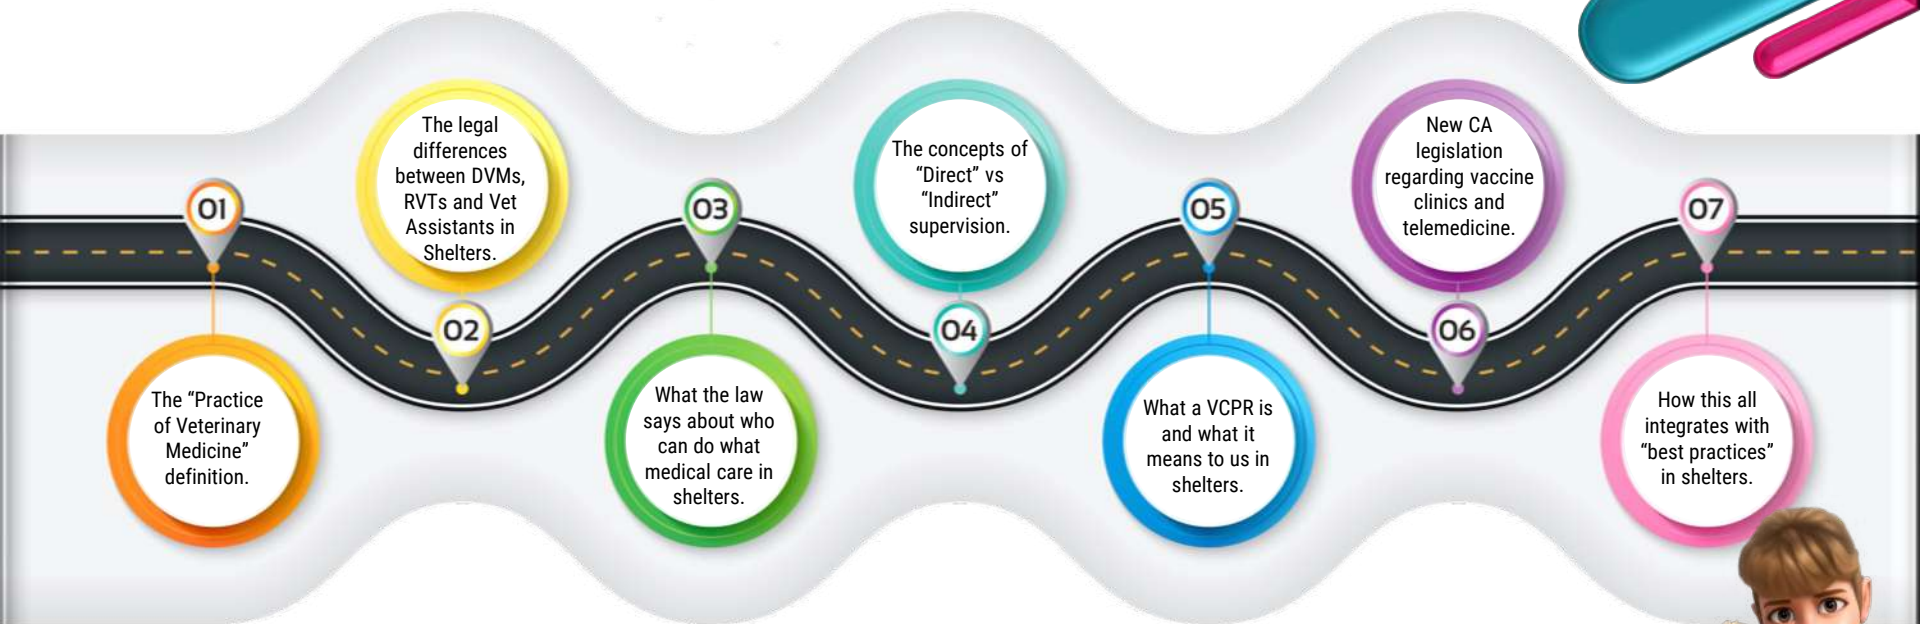 01
The “Practice
of Veterinary
Medicine”
definition.
02
The legal
differences
between DVMs,
RVTs and Vet
Assistants in
Shelters.
03
What the law
says about who
can do what
medical care in
shelters.
04
The concepts of
“Direct” vs
“Indirect”
supervision.
05
What a VCPR is
and what it
means to us in
shelters.
06
New CA
legislation
regarding vaccine
clinics and
telemedicine.
07
How this all
integrates with
“best practices”
in shelters.